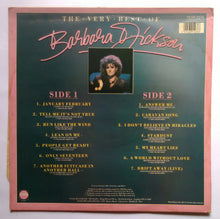 THE · VERY · BEST · OF
Barbara Dickson
SIDE 1
1. JANUARY FEBRUARY
2. TELL ME IT'S NOT TRUE
3. RUN LIKE THE WIND
4. LEAN ON ME
5. PEOPLE GET READY
6. ONLY SEVENTEEN
7. ANOTHER SUITCASE IN
ANOTHER HALL
SIDE 2
1. ANSWER ME
2. CARAVAN SONG
3. I DON'T BELIEVE IN MIRACLES
4. STARDUST
5. MY HEART LIES
6. A WORLD WITHOUT LOVE
7. DRIFT AWAY (LIVE)